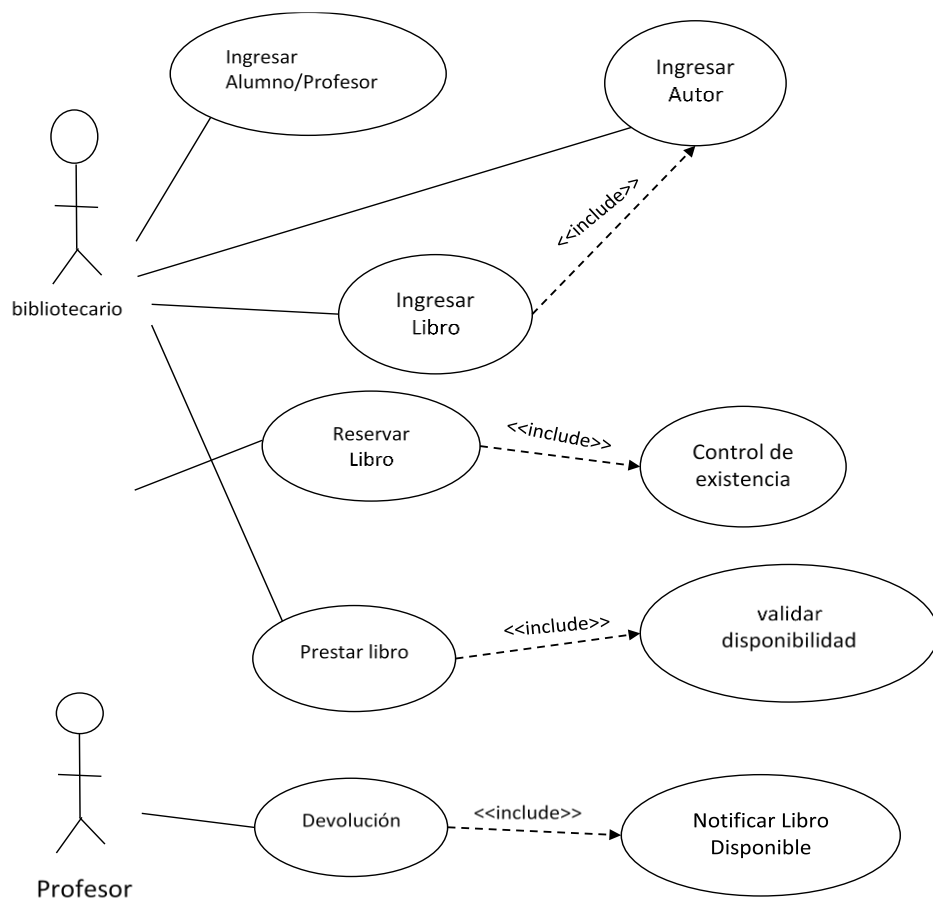 Ingresar
Alumno/Profesor
Ingresar
Autor
<<include>>
bibliotecario
Ingresar
Libro
Reservar
Libro
<<include>>
Control de
existencia
Prestar libro
<<include>>
validar
disponibilidad
Profesor
Devolución
<<include>>
Notificar Libro
Disponible